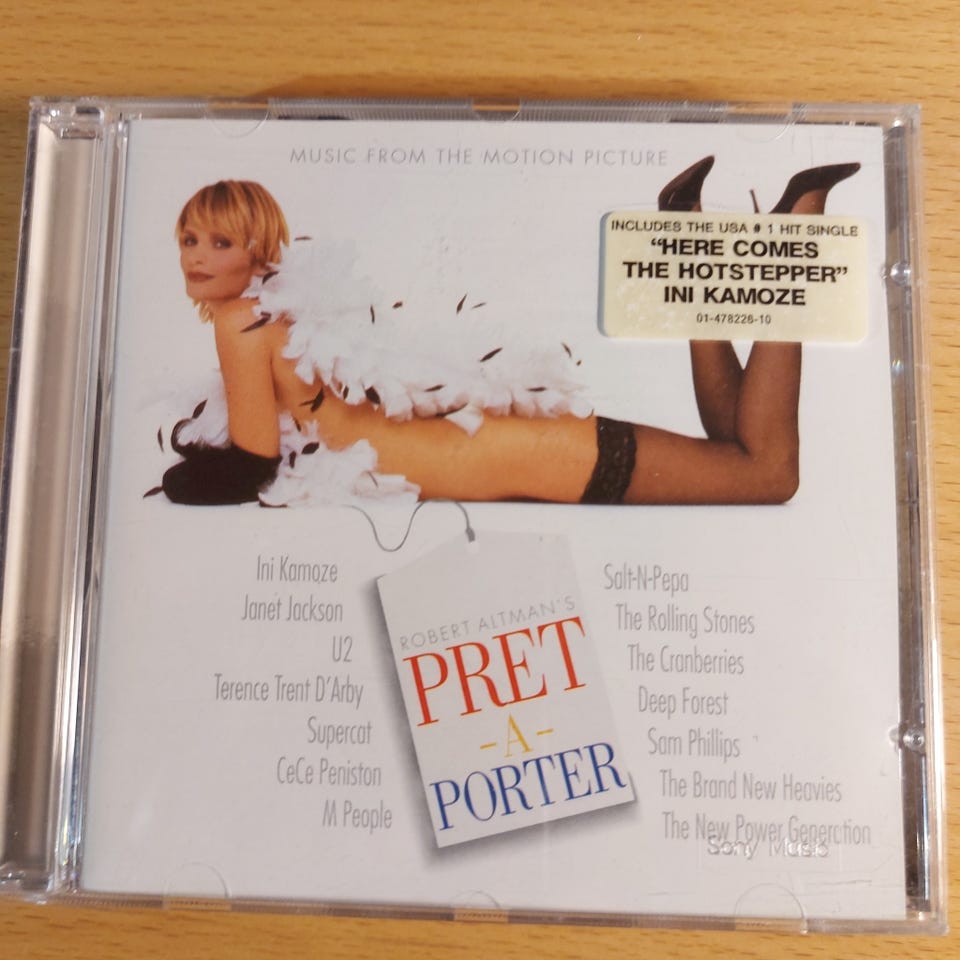 MUSIC FROM THE MOTION PICTURE
INCLUDES THE USA # 1 HIT SINGLE
"HERE COMES
THE HOTSTEPPER"
INI KAMOZE
01-478226-10
Ini Kamoze
Janet Jackson
U2
Terence Trent D'Arby
Supercat
CeCe Peniston
M People
ROBERT ALTMAN'S
PRET
-A-
PORTER
Salt-N-Pepa
The Rolling Stones
The Cranberries
Deep Forest
Sam Phillips
The Brand New Heavies
The New Power Generation
Sony Music